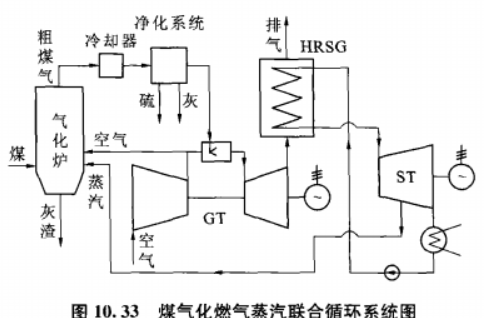 净化系统
粗煤气
冷却器
排气
HRSG
硫
灰
气化炉
空气
煤
蒸汽
K
ST
~
GT
~
灰渣
空气
图 10.33 煤气化燃气蒸汽联合循环系统图